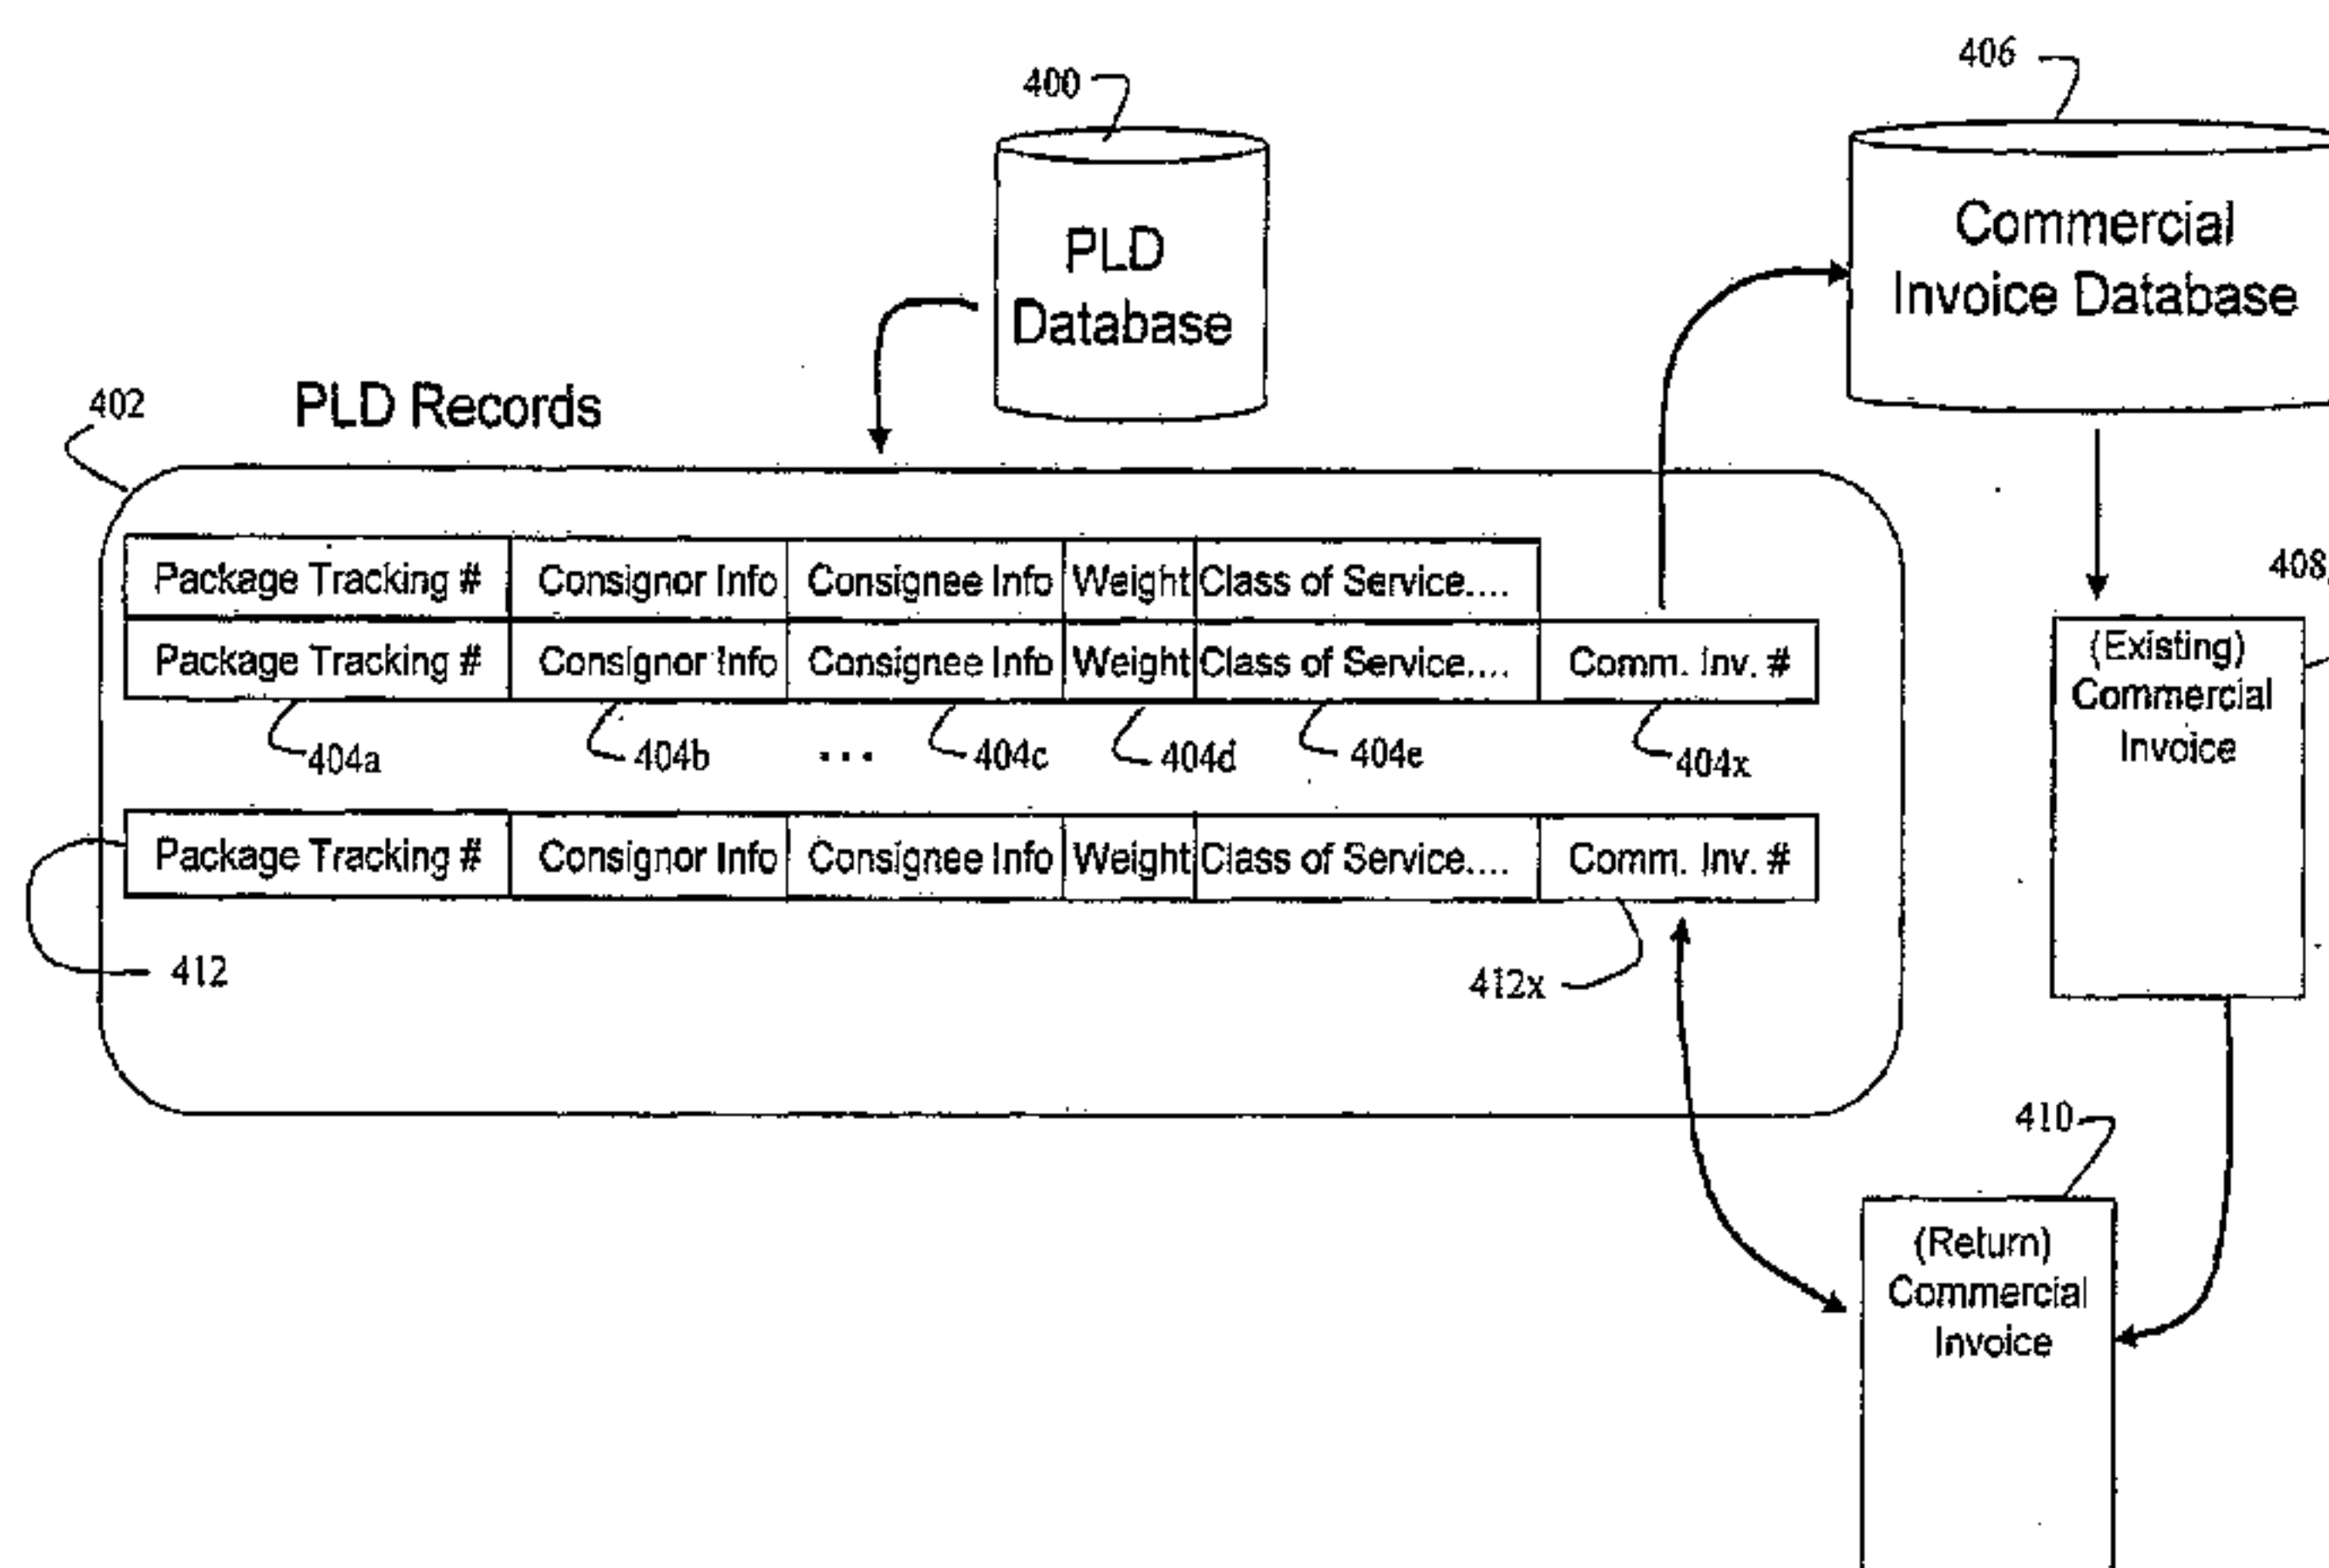 400
406
PLD
Database
Commercial
Invoice Database
402
PLD Records
Package Tracking # Consignor Info Consignee Info Weight Class of Service....
Package Tracking # Consignor Info Consignee Info Weight Class of Service.... Comm. Inv. #
404a 404b ... 404c 404d 404e 404x
Package Tracking # Consignor Info Consignee Info Weight Class of Service.... Comm. Inv. #
412
412x
408
(Existing)
Commercial
Invoice
410
(Return)
Commercial
Invoice